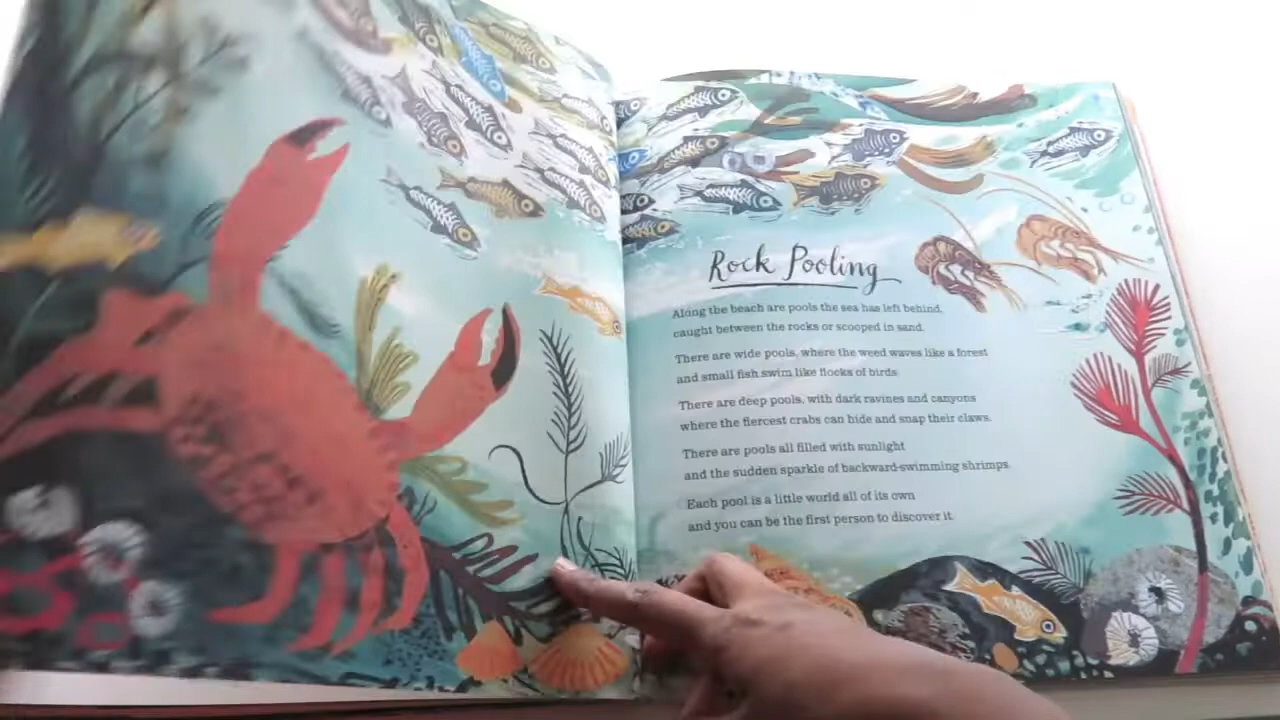 Rock Pooling
Along the beach are pools the sea has left behind,
caught between the rocks or scooped in sand.
There are wide pools, where the weed waves like a forest
and small fish swim like flocks of birds.
There are deep pools, with dark ravines and canyons
where the fiercest crabs can hide and snap their claws.
There are pools all filled with sunlight
and the sudden sparkle of backward-swimming shrimps.
Each pool is a little world all of its own
and you can be the first person to discover it.